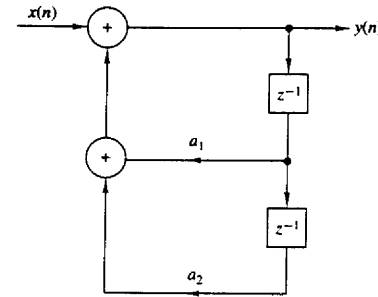 x(n)
+
y(n
z⁻¹
+
a₁
z⁻¹
a₂